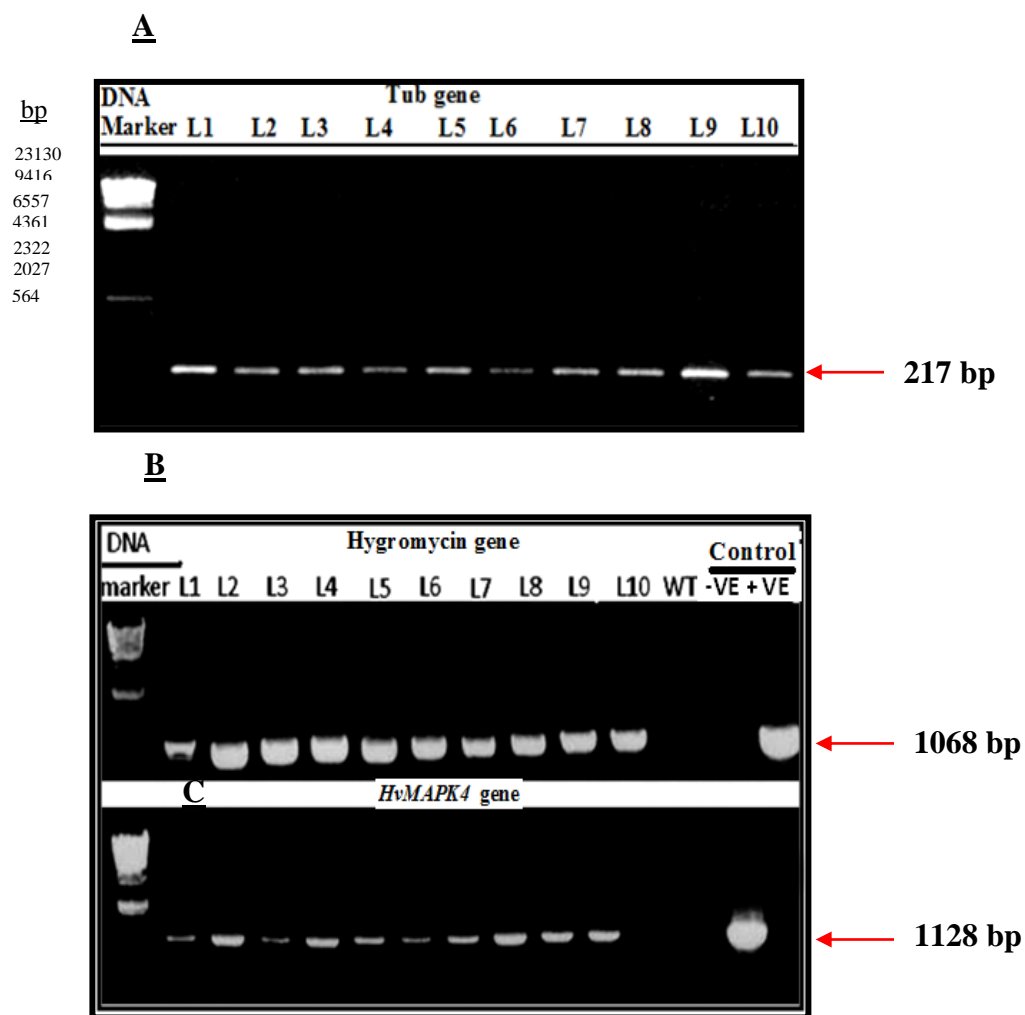 A
bp
DNA
Tub gene
Marker L1 L2 L3 L4 L5 L6 L7 L8 L9 L10
23130
9416
6557
4361
2322
2027
564
217 bp
B
DNA
Hygromycin gene
Control
marker L1 L2 L3 L4 L5 L6 L7 L8 L9 L10 WT -VE + VE
1068 bp
C
HvMAPK4 gene
1128 bp